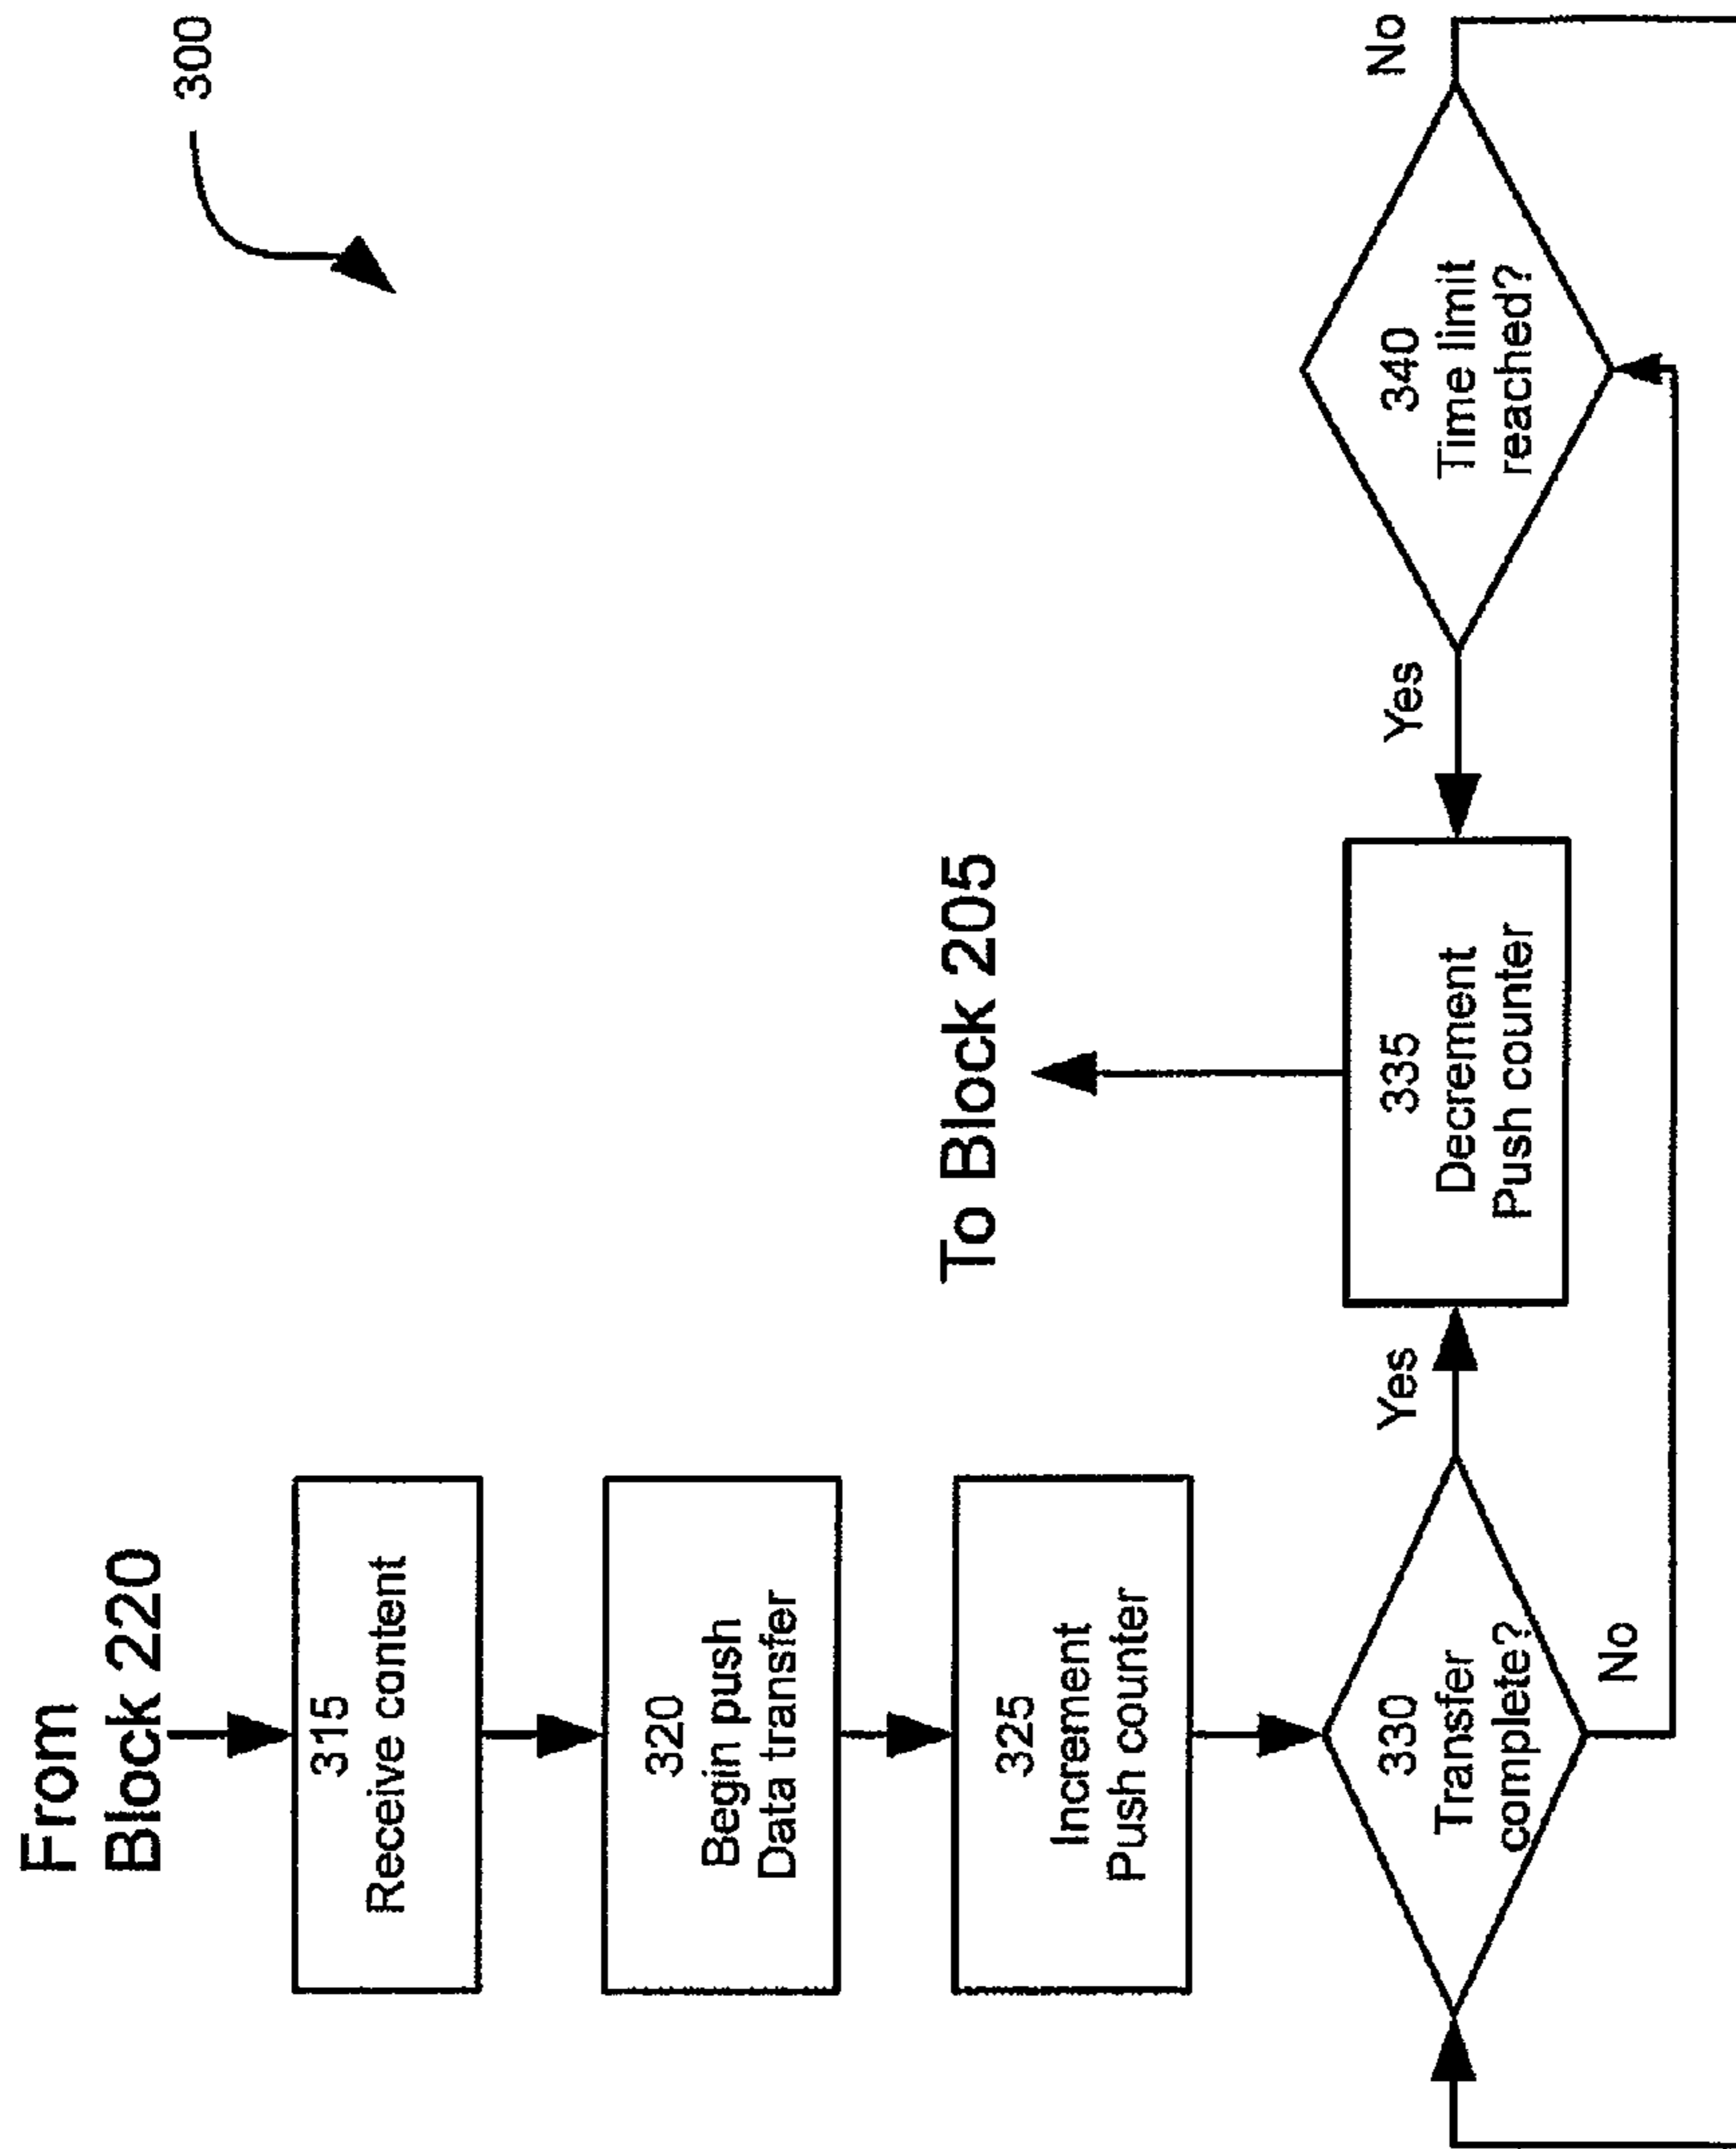 300
From
Block 220
315
Receive content
320
Begin push
Data transfer
325
Increment
Push counter
330
Transfer
complete?
Yes
No
To Block 205
335
Decrement
Push counter
Yes
340
Time limit
reached?
No